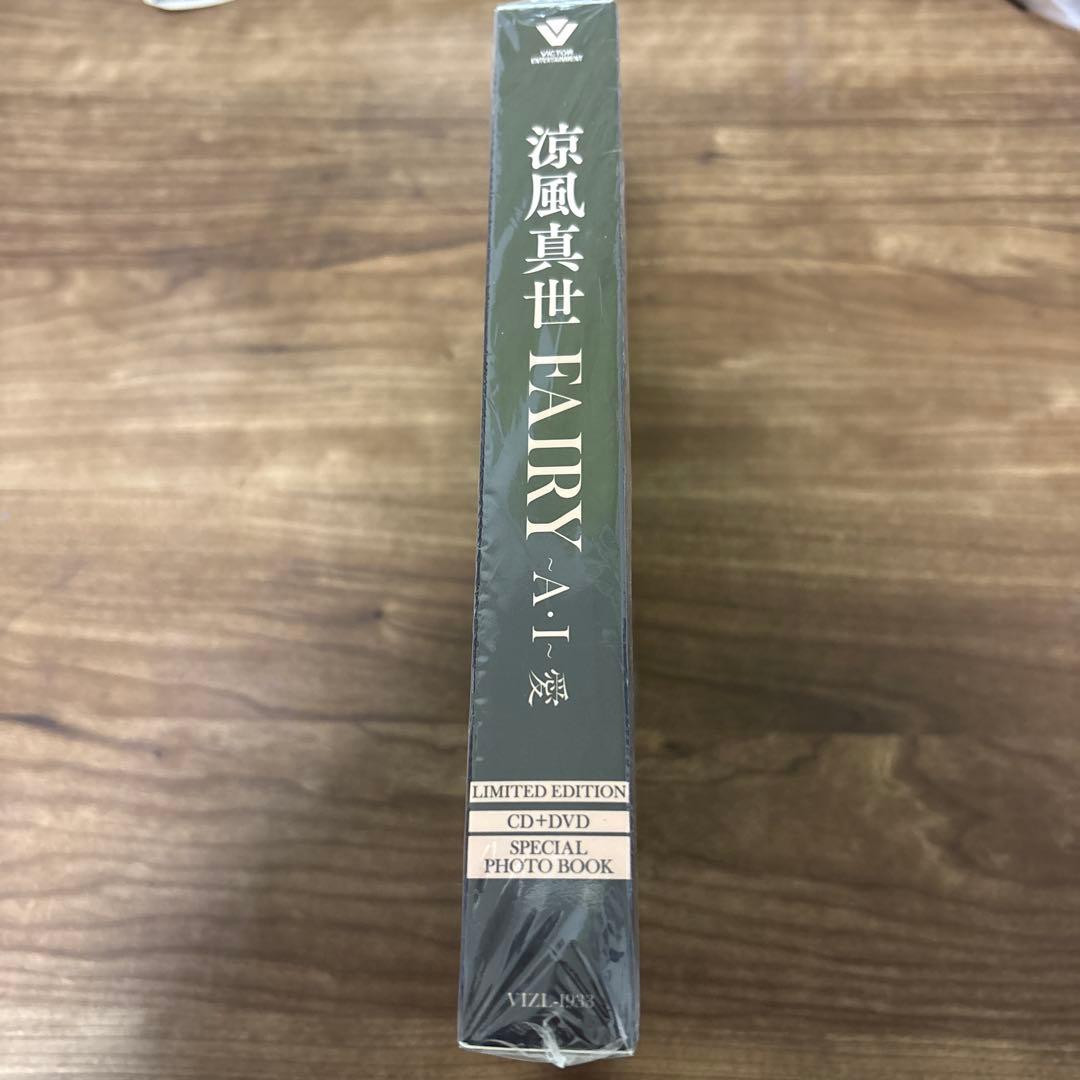 VICTOR
ENTERTAINMENT
涼風真世 FAIRY ~A・I~ 愛
LIMITED EDITION
CD+DVD
SPECIAL
PHOTO BOOK
VIZL-1933